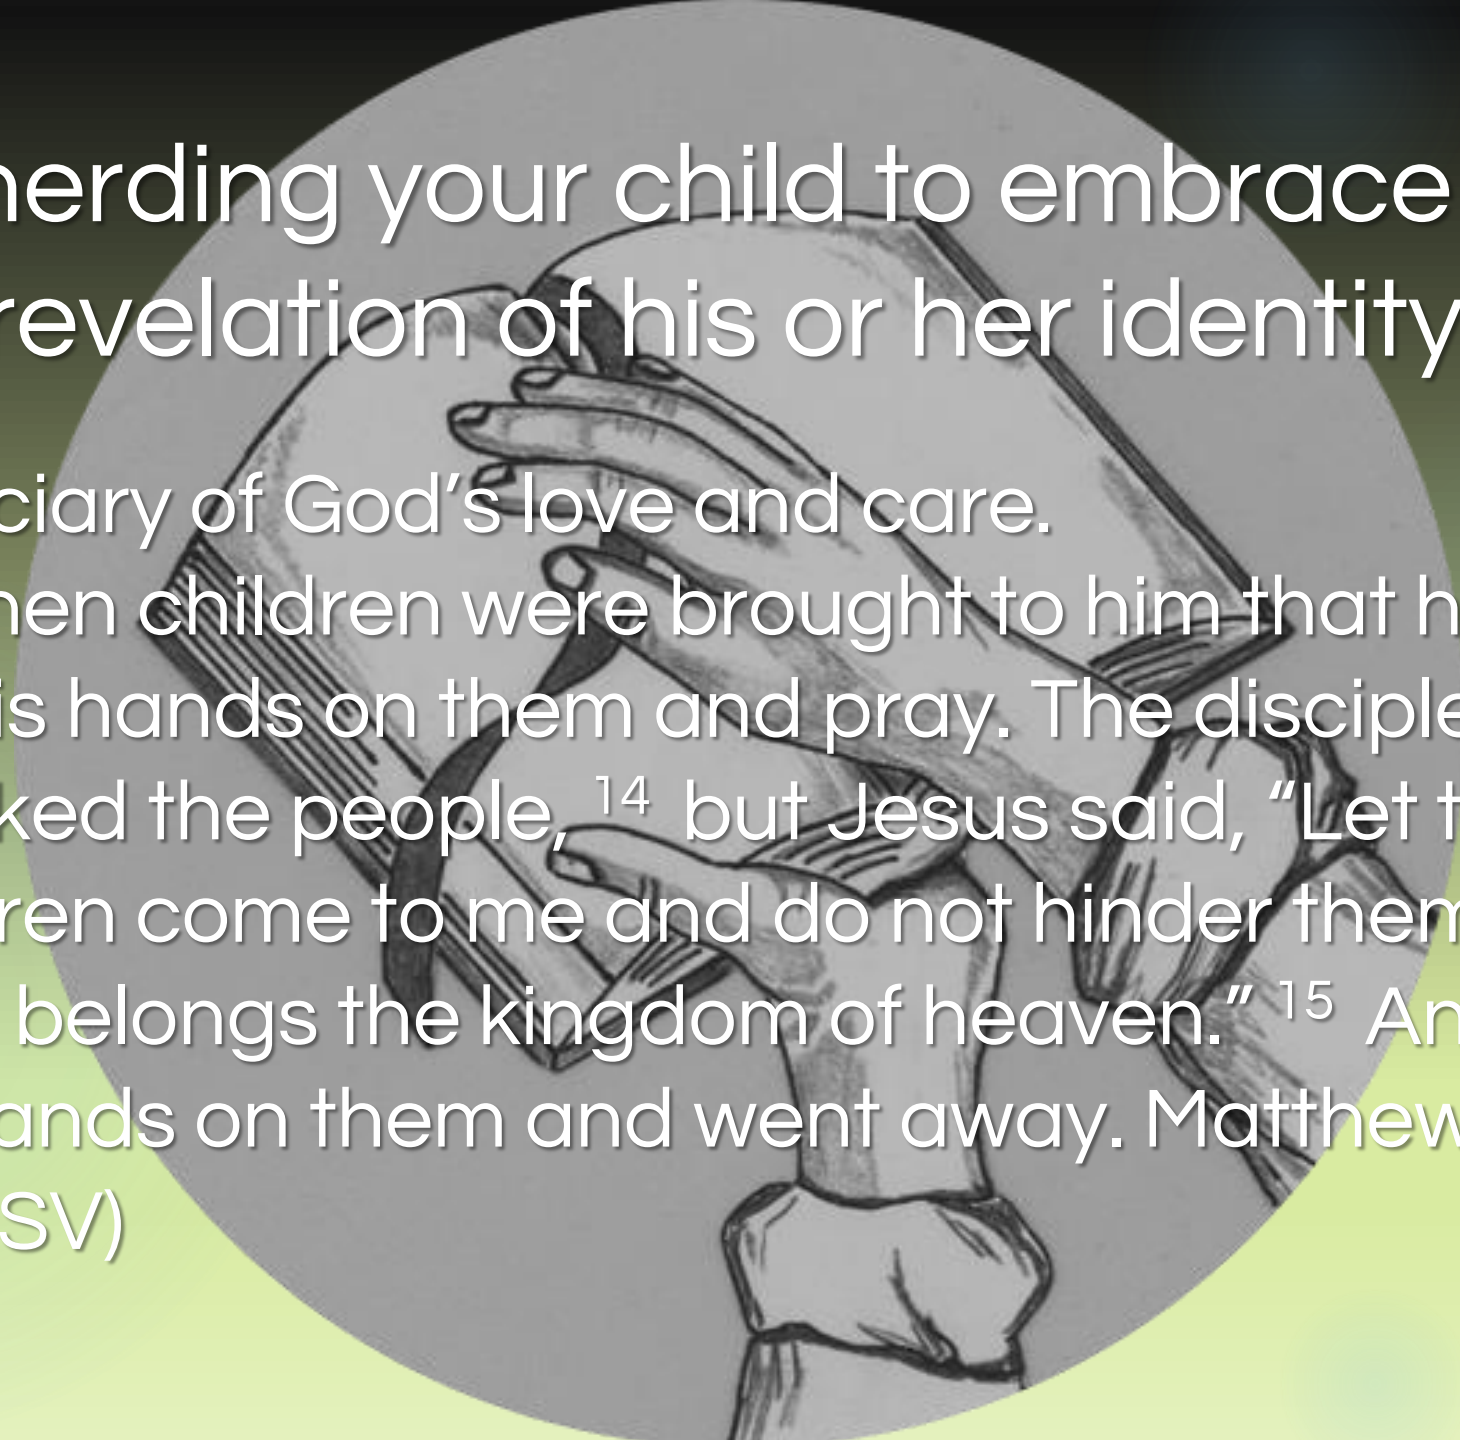 herding your child to embrace
revelation of his or her identity
ciary of God’s love and care.
hen children were brought to him that h
is hands on them and pray. The disciple
ked the people, 14 but Jesus said, “Let t
ren come to me and do not hinder them
belongs the kingdom of heaven.” 15 An
ands on them and went away. Matthew
SV)